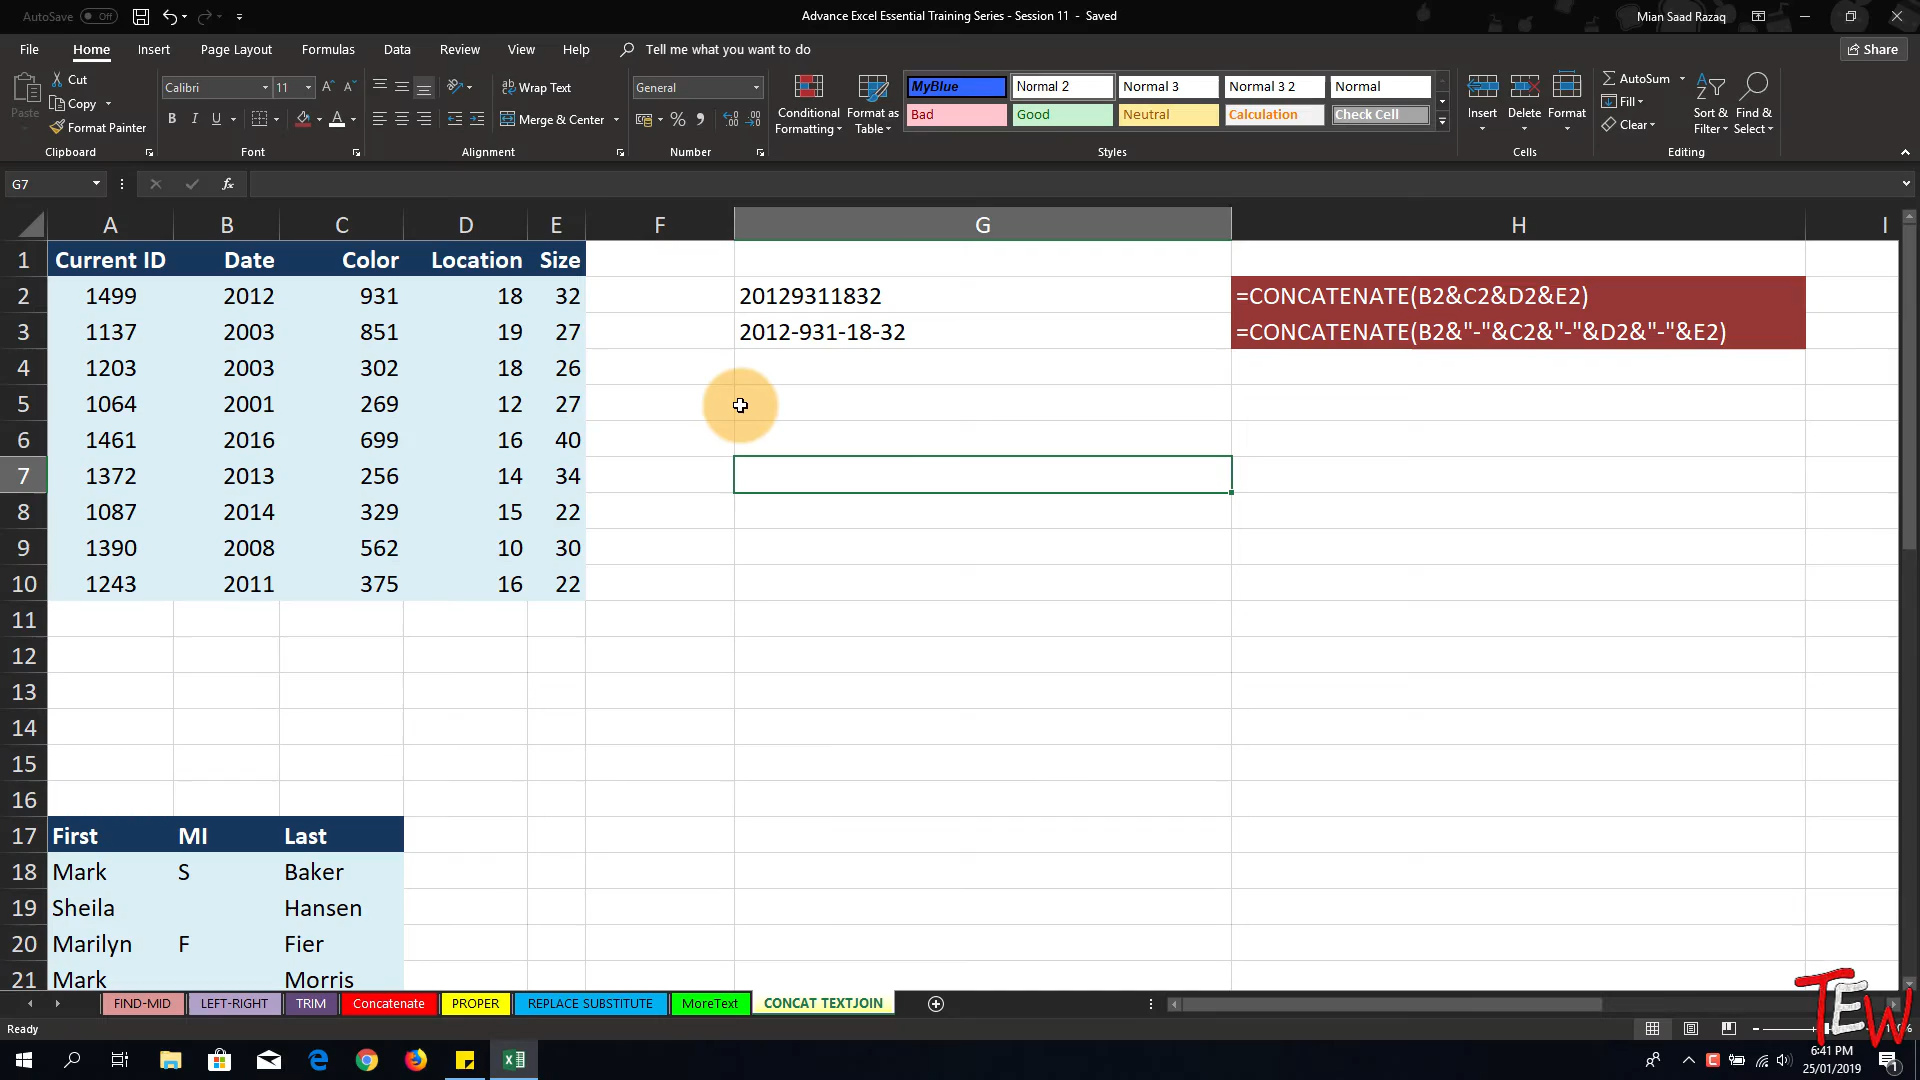 AutoSave Off Advance Excel Essential Training Series - Session 11 - Saved Mian Saad Razaq
File Home Insert Page Layout Formulas Data Review View Help Tell me what you want to do Share
Paste Cut Copy Format Painter
Clipboard
Calibri 11
B I U
Font
Wrap Text
Merge & Center
Alignment
General
Number
Conditional Formatting
Format as Table
MyBlue Normal 2 Normal 3 Normal 3 2 Normal
Bad Good Neutral Calculation Check Cell
Styles
Insert Delete Format
Cells
AutoSum
Fill
Clear
Sort & Filter
Find & Select
Editing
G7 fx
A B C D E F G H I
1 Current ID Date Color Location Size
2 1499 2012 931 18 32 20129311832 =CONCATENATE(B2&C2&D2&E2)
3 1137 2003 851 19 27 2012-931-18-32 =CONCATENATE(B2&"-"&C2&"-"&D2&"-"&E2)
4 1203 2003 302 18 26
5 1064 2001 269 12 27
6 1461 2016 699 16 40
7 1372 2013 256 14 34
8 1087 2014 329 15 22
9 1390 2008 562 10 30
10 1243 2011 375 16 22
11
12
13
14
15
16
17 First MI Last
18 Mark S Baker
19 Sheila Hansen
20 Marilyn F Fier
21 Mark Morris
FIND-MID LEFT-RIGHT TRIM Concatenate PROPER REPLACE SUBSTITUTE MoreText CONCAT TEXTJOIN
TEW
Ready
6:41 PM
25/01/2019
1